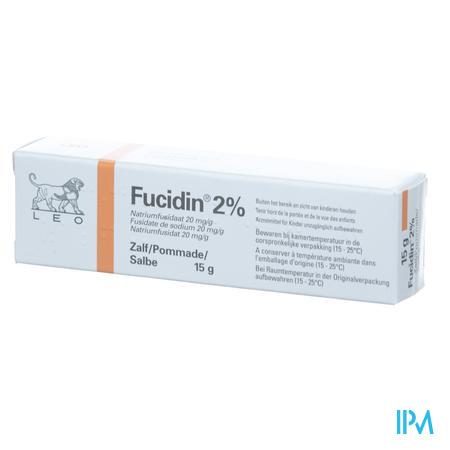 LEO
Fucidin® 2%
Natriumfusidaat 20 mg/g
Fusidate de sodium 20 mg/g
Natriumfusidat 20 mg/g
Zalf/Pommade/
Salbe 15 g
Buiten het bereik en zicht van kinderen houden
Tenir hors de la portée et de la vue des enfants
Arzneimittel für Kinder unzugänglich aufbewahren
Bewaren bij kamertemperatuur in de
oorspronkelijke verpakking (15 - 25°C)
A conserver à température ambiante dans
l'emballage d'origine (15 - 25°C)
Bei Raumtemperatur in der Originalverpackung
aufbewahren (15 - 25°C)
15 g
Fucidin® 2%
IPM